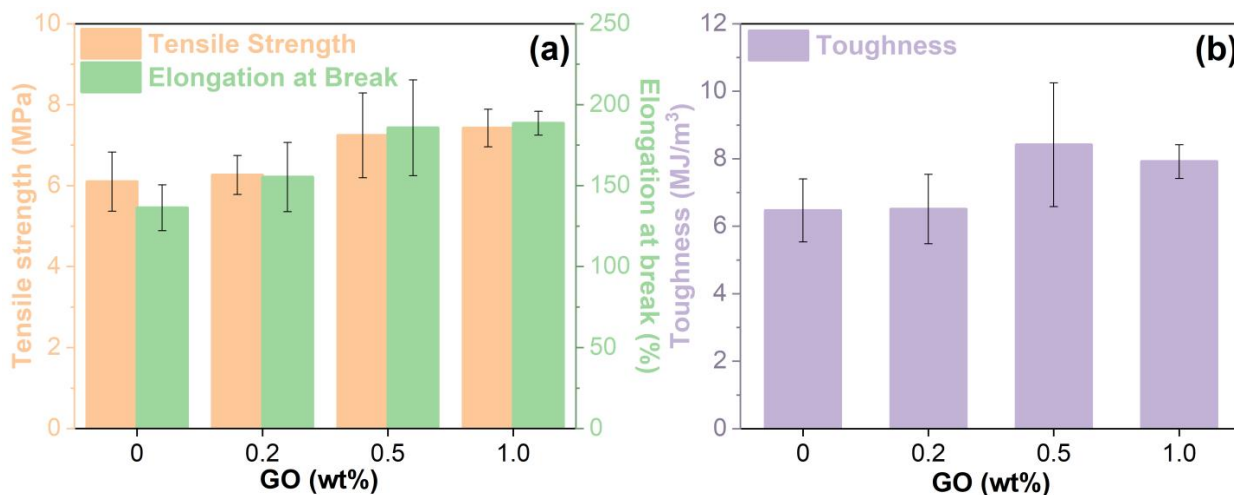 Tensile Strength
Elongation at Break
(a)
Tensile strength (MPa)
10
8
6
4
2
0
Elongation at break (%)
250
200
150
100
50
0
0 0.2 0.5 1.0
GO (wt%)
Toughness
(b)
Toughness (MJ/m³)
12
10
8
6
4
2
0
0 0.2 0.5 1.0
GO (wt%)